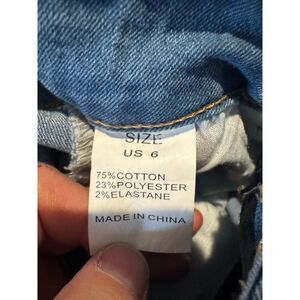 SIZE
US 6
75%COTTON
23%POLYESTER
2%ELASTANE
MADE IN CHINA